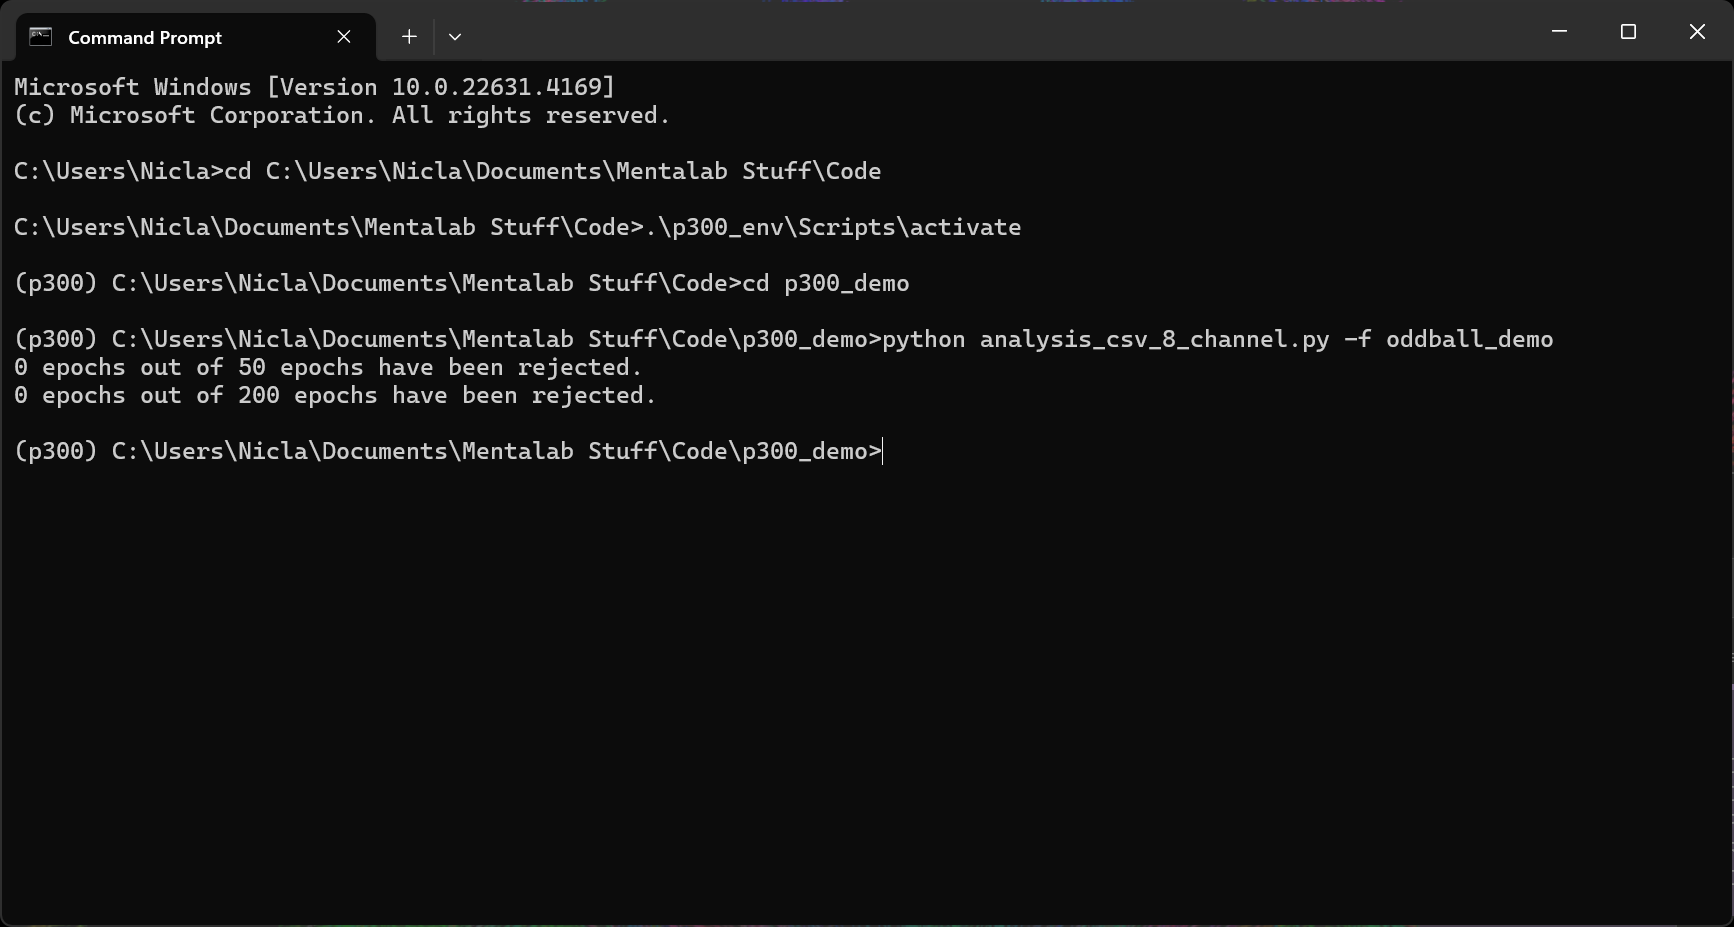 Command Prompt
Microsoft Windows [Version 10.0.22631.4169]
(c) Microsoft Corporation. All rights reserved.
C:\Users\Nicla>cd C:\Users\Nicla\Documents\Mentalab Stuff\Code
C:\Users\Nicla\Documents\Mentalab Stuff\Code>.\p300_env\Scripts\activate
(p300) C:\Users\Nicla\Documents\Mentalab Stuff\Code>cd p300_demo
(p300) C:\Users\Nicla\Documents\Mentalab Stuff\Code\p300_demo>python analysis_csv_8_channel.py -f oddball_demo
0 epochs out of 50 epochs have been rejected.
0 epochs out of 200 epochs have been rejected.
(p300) C:\Users\Nicla\Documents\Mentalab Stuff\Code\p300_demo>